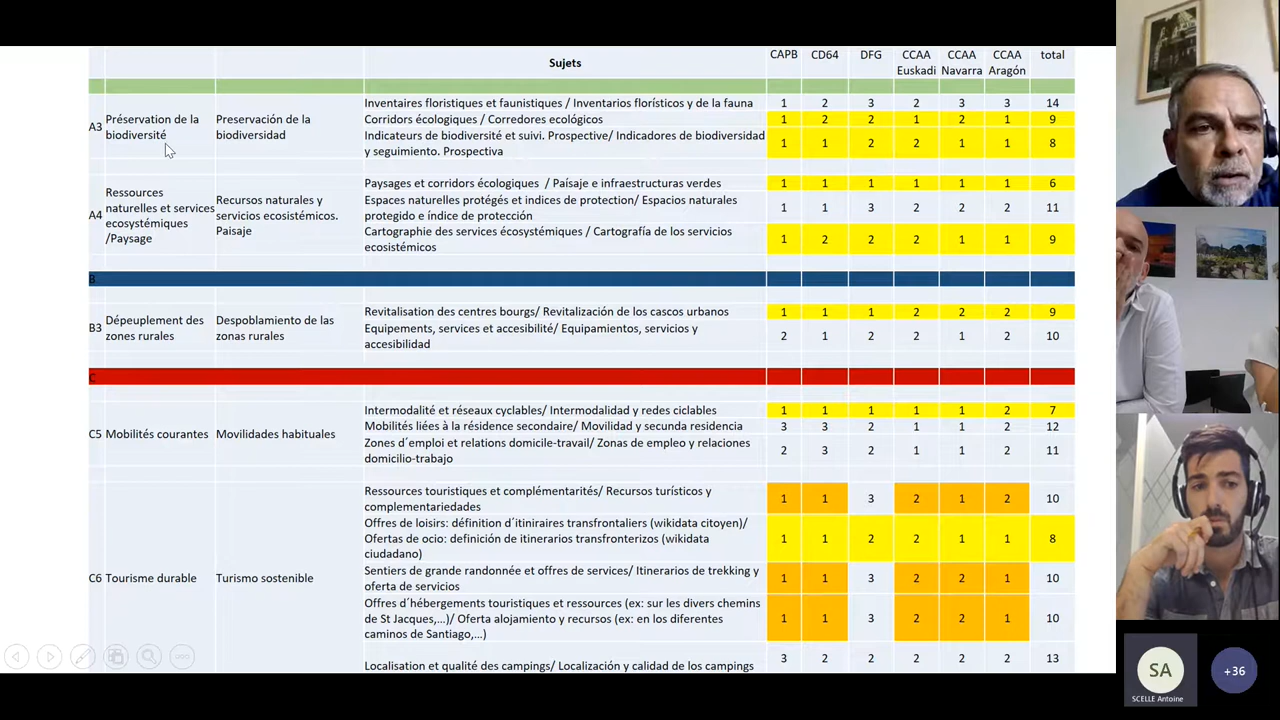 Sujets CAPB CD64 DFG CCAA CCAA CCAA total
Euskadi Navarra Aragón
A3 Préservation de la
biodiversité
Preservación de la
biodiversidad
Inventaires floristiques et faunistiques / Inventarios florísticos y de la fauna 1 2 3 2 3 3 14
Corridors écologiques / Corredores ecológicos 1 2 2 1 2 1 9
Indicateurs de biodiversité et suivi. Prospective/ Indicadores de biodiversidad
y seguimiento. Prospectiva 1 1 2 2 1 1 8
A4 Ressources
naturelles et services
ecosystémiques
/Paysage
Recursos naturales y
servicios ecosistémicos.
Paisaje
Paysages et corridors écologiques / Paísaje e infraestructuras verdes 1 1 1 1 1 1 6
Espaces naturelles protégés et indices de protection/ Espacios naturales
protegido e índice de protección 1 1 3 2 2 2 11
Cartographie des services écosystémiques / Cartografía de los servicios
ecosistémicos 1 2 2 2 1 1 9
B
B3 Dépeuplement des
zones rurales
Despoblamiento de las
zonas rurales
Revitalisation des centres bourgs/ Revitalización de los cascos urbanos 1 1 1 2 2 2 9
Equipements, services et accesibilité/ Equipamientos, servicios y
accesibilidad 2 1 2 2 1 2 10
C
C5 Mobilités courantes Movilidades habituales
Intermodalité et réseaux cyclables/ Intermodalidad y redes ciclables 1 1 1 1 1 2 7
Mobilités liées à la résidence secondaire/ Movilidad y secunda residencia 3 3 2 1 1 2 12
Zones d´emploi et relations domicile-travail/ Zonas de empleo y relaciones
domicilio-trabajo 2 3 2 1 1 2 11
C6 Tourisme durable Turismo sostenible
Ressources touristiques et complémentarités/ Recursos turísticos y
complementariedades 1 1 3 2 1 2 10
Offres de loisirs: définition d´itiniraires transfrontaliers (wikidata citoyen)/
Ofertas de ocio: definición de itinerarios transfronterizos (wikidata
ciudadano) 1 1 2 2 1 1 8
Sentiers de grande randonnée et offres de services/ Itinerarios de trekking y
oferta de servicios 1 1 3 2 2 1 10
Offres d´hébergements touristiques et ressources (ex: sur les divers chemins
de St Jacques,...)/ Oferta alojamiento y recursos (ex: en los diferentes
caminos de Santiago,...) 1 1 3 2 2 1 10
Localisation et qualité des campings/ Localización y calidad de los campings 3 2 2 2 2 2 13
SA
SCELLE Antoine
+36